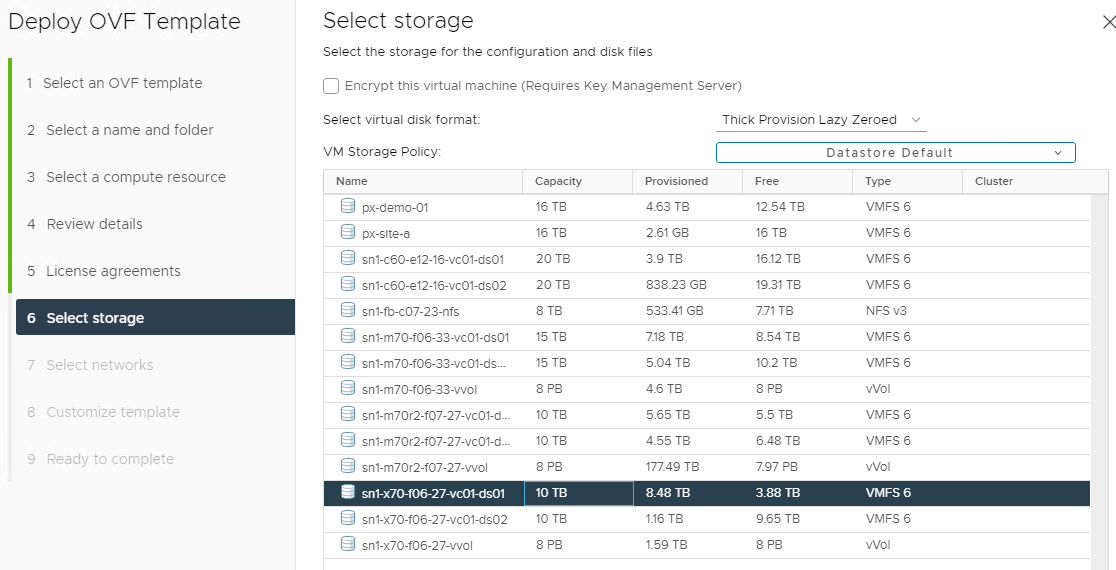 Deploy OVF Template
1 Select an OVF template
2 Select a name and folder
3 Select a compute resource
4 Review details
5 License agreements
6 Select storage
7 Select networks
8 Customize template
9 Ready to complete
Select storage
Select the storage for the configuration and disk files
Encrypt this virtual machine (Requires Key Management Server)
Select virtual disk format: Thick Provision Lazy Zeroed
VM Storage Policy: Datastore Default
Name Capacity Provisioned Free Type Cluster
px-demo-01 16 TB 4.63 TB 12.54 TB VMFS 6
px-site-a 16 TB 2.61 GB 16 TB VMFS 6
sn1-c60-e12-16-vc01-ds01 20 TB 3.9 TB 16.12 TB VMFS 6
sn1-c60-e12-16-vc01-ds02 20 TB 838.23 GB 19.31 TB VMFS 6
sn1-fb-c07-23-nfs 8 TB 533.41 GB 7.71 TB NFS v3
sn1-m70-f06-33-vc01-ds01 15 TB 7.18 TB 8.54 TB VMFS 6
sn1-m70-f06-33-vc01-ds... 15 TB 5.04 TB 10.2 TB VMFS 6
sn1-m70-f06-33-vvol 8 PB 4.6 TB 8 PB vVol
sn1-m70r2-f07-27-vc01-d... 10 TB 5.65 TB 5.5 TB VMFS 6
sn1-m70r2-f07-27-vc01-d... 10 TB 4.55 TB 6.48 TB VMFS 6
sn1-m70r2-f07-27-vvol 8 PB 177.49 TB 7.97 PB vVol
sn1-x70-f06-27-vc01-ds01 10 TB 8.48 TB 3.88 TB VMFS 6
sn1-x70-f06-27-vc01-ds02 10 TB 1.16 TB 9.65 TB VMFS 6
sn1-x70-f06-27-vvol 8 PB 1.59 TB 8 PB vVol